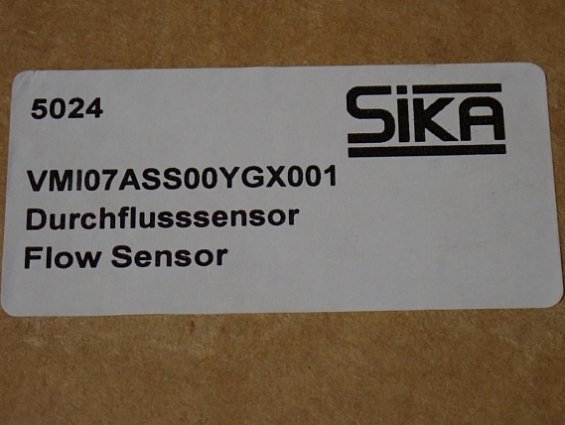 5024
SiKA
VMI07ASS00YGX001
Durchflusssensor
Flow Sensor